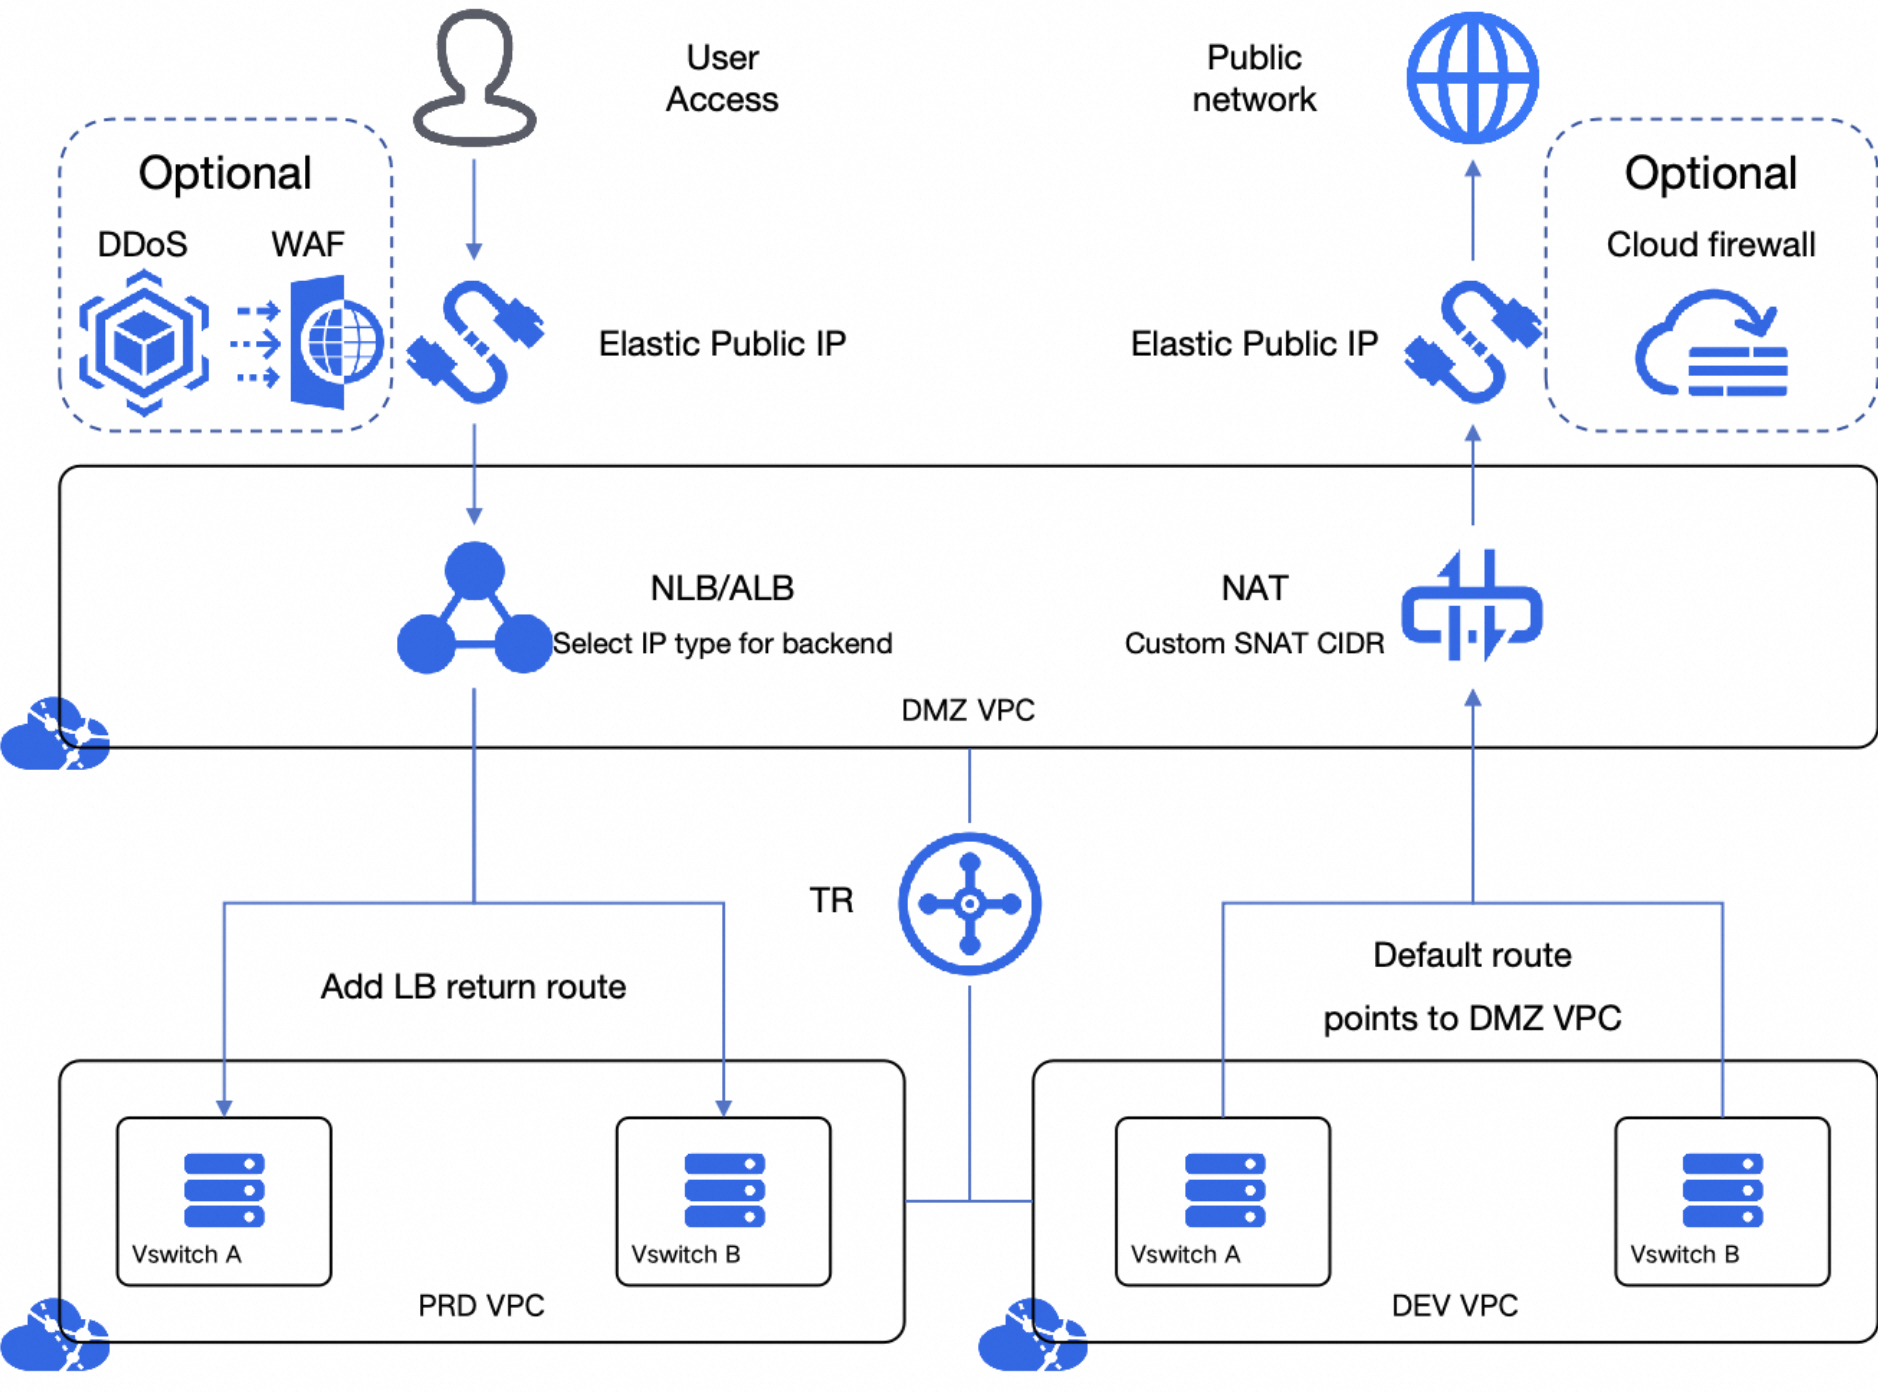 User
Access
Public
network
Optional
DDoS
WAF
Optional
Cloud firewall
Elastic Public IP
Elastic Public IP
NLB/ALB
Select IP type for backend
NAT
Custom SNAT CIDR
DMZ VPC
TR
Add LB return route
Default route
points to DMZ VPC
Vswitch A
Vswitch B
PRD VPC
Vswitch A
Vswitch B
DEV VPC